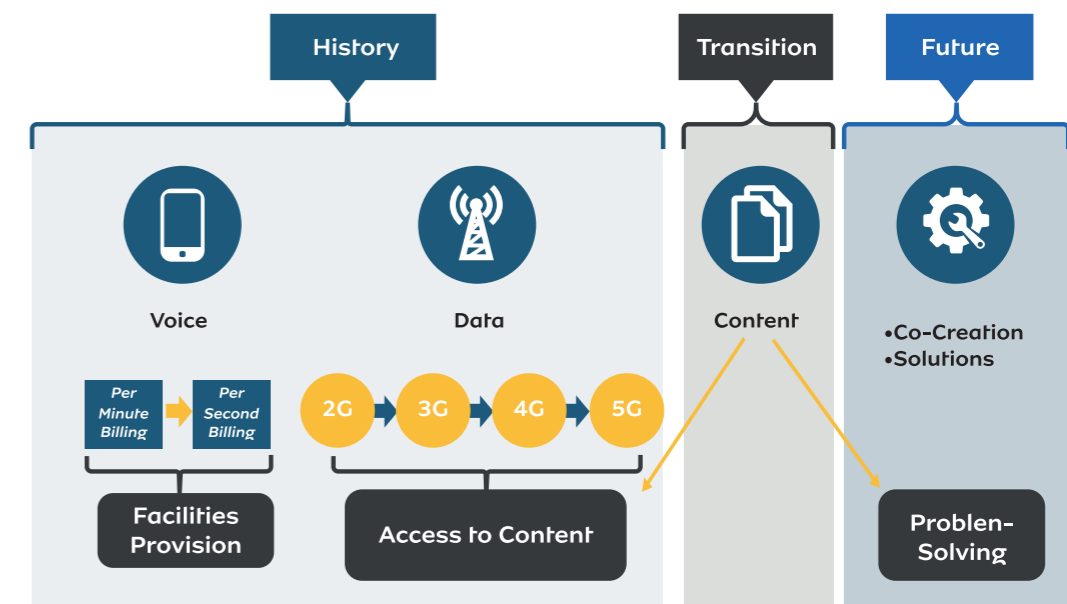 History
Transition
Future
Voice
Data
Content
•Co-Creation
•Solutions
Per
Minute
Billing
Per
Second
Billing
2G
3G
4G
5G
Facilities
Provision
Access to Content
Problen-
Solving